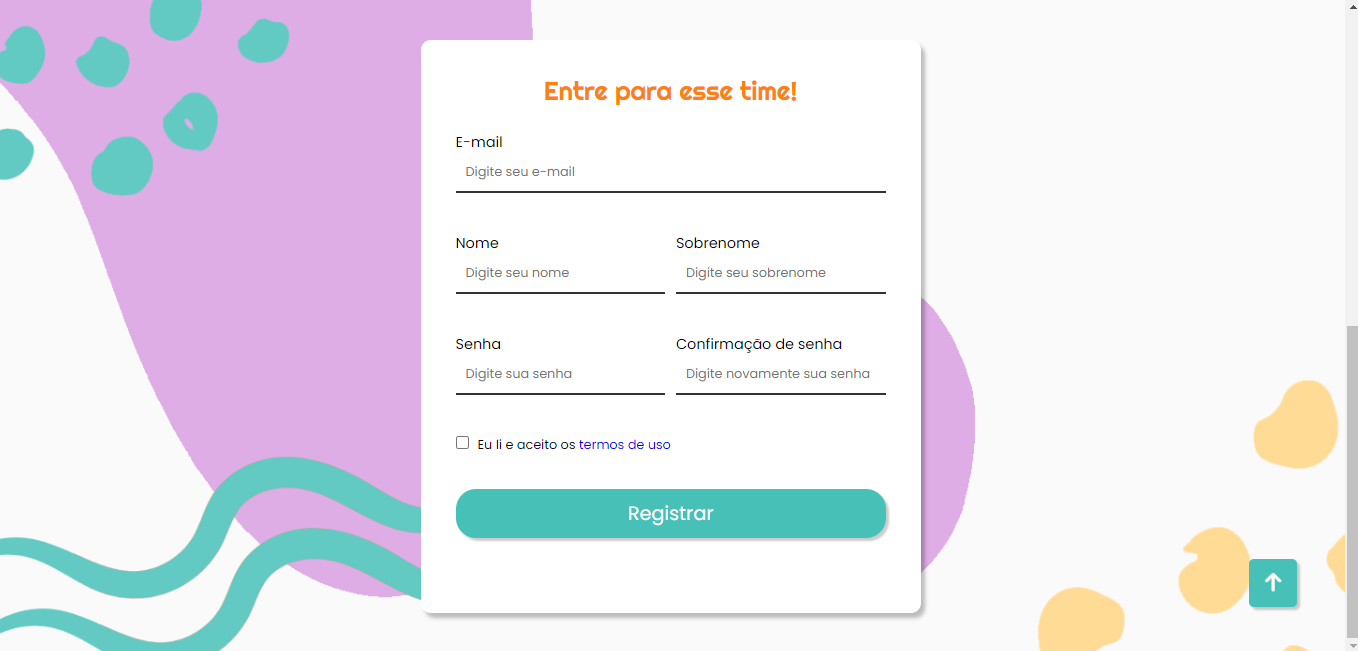 Entre para esse time!
E-mail
Digite seu e-mail
Nome
Sobrenome
Digite seu nome
Digite seu sobrenome
Senha
Confirmação de senha
Digite sua senha
Digite novamente sua senha
Eu li e aceito os termos de uso
Registrar